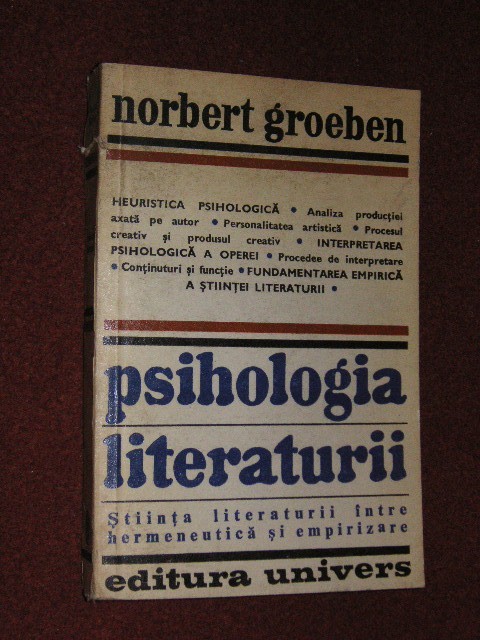 norbert groeben
HEURISTICA PSIHOLOGICĂ • Analiza producției
axată pe autor • Personalitatea artistică • Procesul
creativ și produsul creativ • INTERPRETAREA
PSIHOLOGICĂ A OPEREI • Procedee de interpretare
• Conținuturi și funcție • FUNDAMENTAREA EMPIRICĂ
A ȘTIINȚEI LITERATURII •
psihologia
literaturii
Știința literaturii între
hermeneutică și empirizare
editura univers